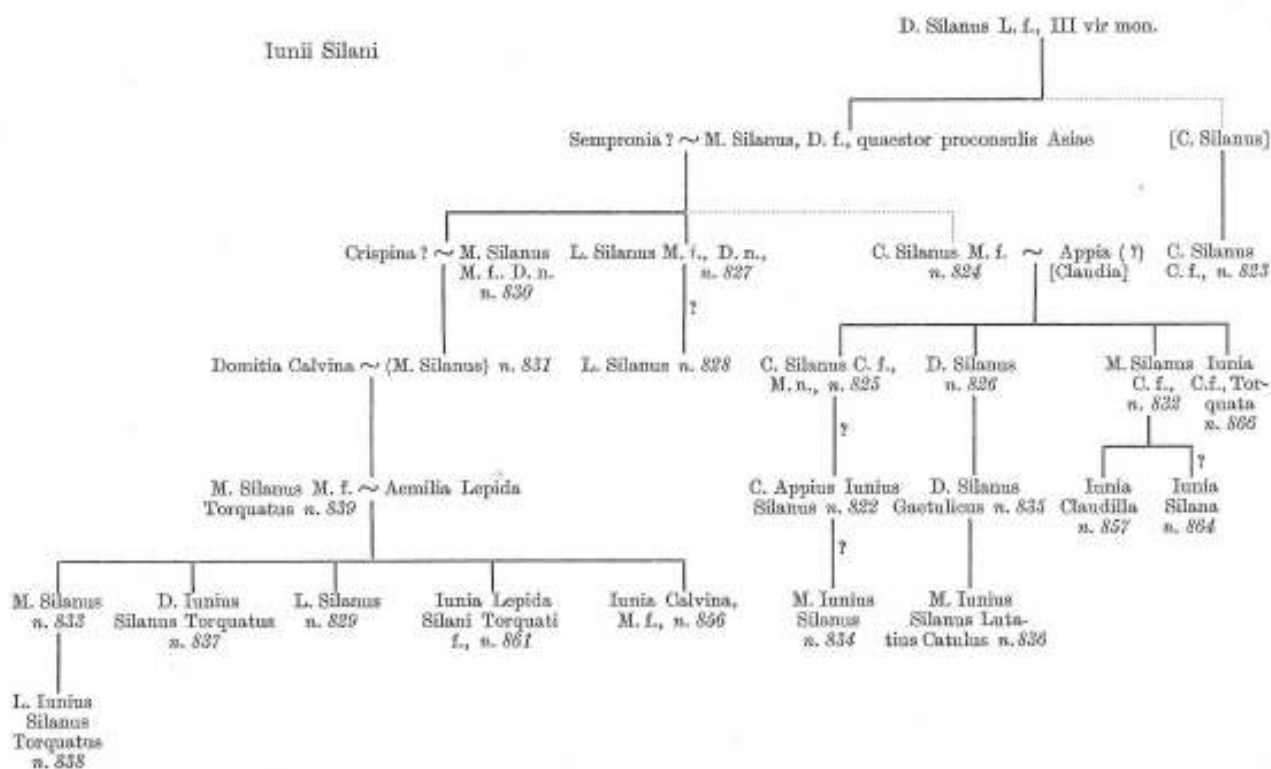 Iunii Silani
D. Silanus L. f., III vir mon.
Sempronia? ~ M. Silanus, D. f., quaestor proconsulis Asiae
[C. Silanus]
Crispina? ~ M. Silanus
M. f.. D. n.
n. 830
L. Silanus M. f., D. n.,
n. 827
C. Silanus M. f.
n. 824
~ Appia (?)
[Claudia]
C. Silanus
C. f., n. 823
?
Domitia Calvina ~ (M. Silanus) n. 831
L. Silanus n. 828
C. Silanus C. f.,
M. n., n. 825
D. Silanus
n. 826
M. Silanus
C. f.,
n. 832
Iunia
C.f., Tor-
quata
n. 866
?
?
M. Silanus M. f. ~ Aemilia Lepida
Torquatus n. 839
C. Appius Iunius
Silanus n. 822
D. Silanus
Gaetulicus n. 835
Iunia
Claudilla
n. 857
Iunia
Silana
n. 864
?
M. Silanus
n. 833
D. Iunius
Silanus Torquatus
n. 837
L. Silanus
n. 829
Iunia Lepida
Silani Torquati
f., n. 861
Iunia Calvina,
M. f., n. 856
M. Iunius
Silanus
n. 834
M. Iunius
Silanus Luta-
tius Catulus n. 836
L. Iunius
Silanus
Torquatus
n. 838